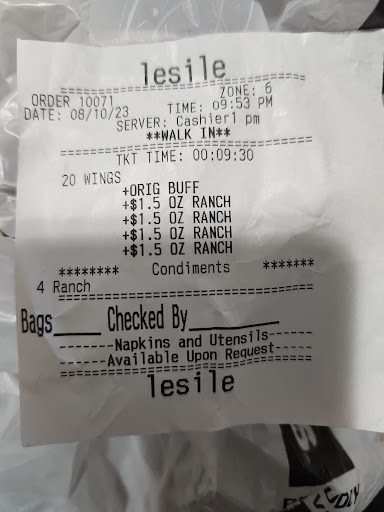 lesile
ORDER 10071 ZONE: 6
DATE: 08/10/23 TIME: 09:53 PM
SERVER: Cashier1 pm
**WALK IN**
TKT TIME: 00:09:30
20 WINGS
+ORIG BUFF
+$1.5 OZ RANCH
+$1.5 OZ RANCH
+$1.5 OZ RANCH
+$1.5 OZ RANCH
******** Condiments *******
4 Ranch
Bags____ Checked By________
------Napkins and Utensils-----
-----Available Upon Request----
lesile